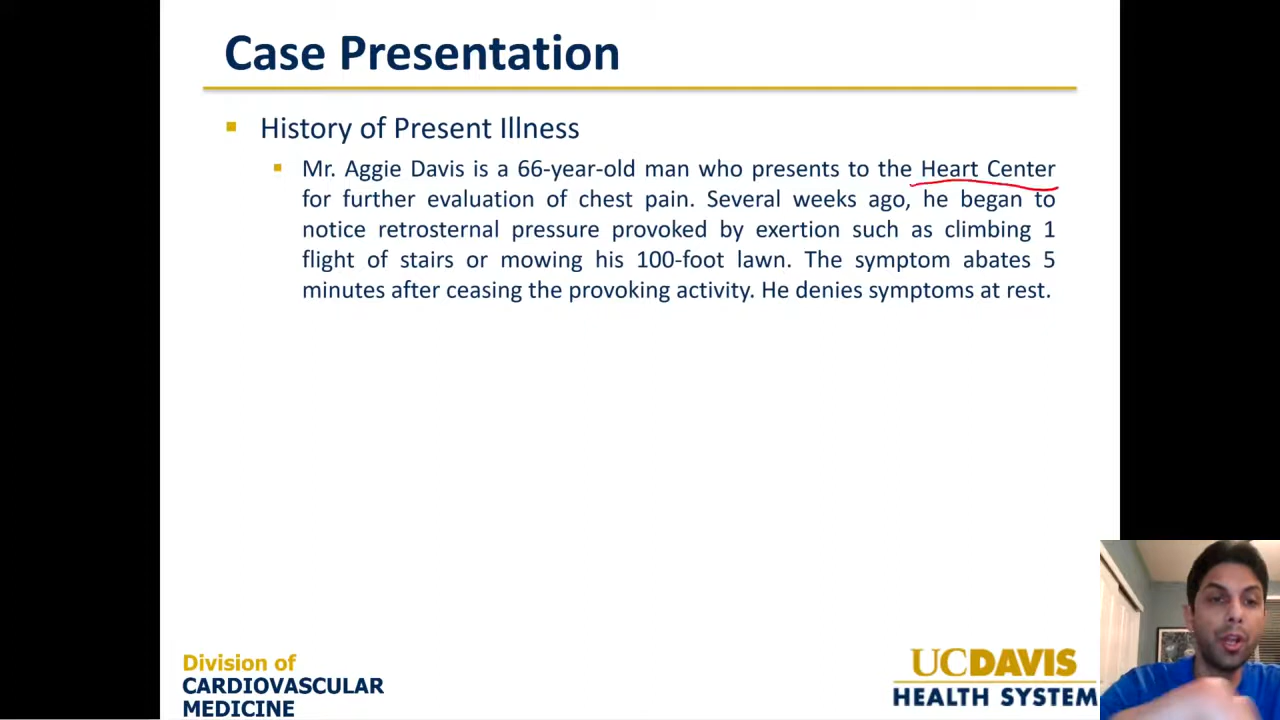 Case Presentation
History of Present Illness
Mr. Aggie Davis is a 66-year-old man who presents to the Heart Center
for further evaluation of chest pain. Several weeks ago, he began to
notice retrosternal pressure provoked by exertion such as climbing 1
flight of stairs or mowing his 100-foot lawn. The symptom abates 5
minutes after ceasing the provoking activity. He denies symptoms at rest.
Division of
CARDIOVASCULAR
MEDICINE
UCDAVIS
HEALTH SYSTEM